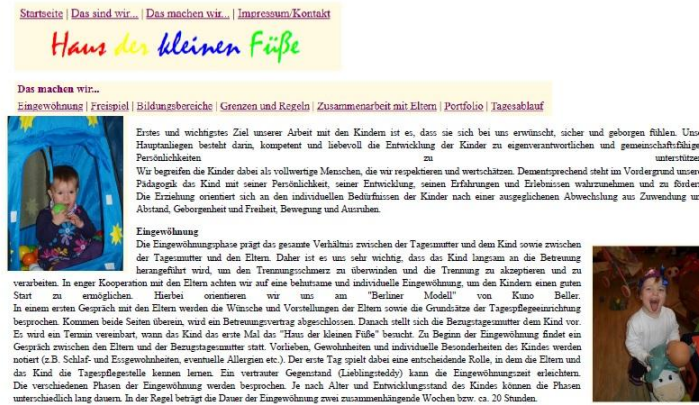 Startseite | Das sind wir... | Das machen wir... | Impressum/Kontakt
Haus der kleinen Füße
Das machen wir...
Eingewöhnung | Freispiel | Bildungsbereiche | Grenzen und Regeln | Zusammenarbeit mit Eltern | Portfolio | Tagesablauf
Erstes und wichtigstes Ziel unserer Arbeit mit den Kindern ist es, dass sie sich bei uns erwünscht, sicher und geborgen fühlen. Uns
Hauptanliegen besteht darin, kompetent und liebevoll die Entwicklung der Kinder zu eigenverantwortlichen und gemeinschaftsfähige
Persönlichkeiten zu unterstütze
Wir begreifen die Kinder dabei als vollwertige Menschen, die wir respektieren und wertschätzen. Dementsprechend steht im Vordergrund unsere
Pädagogik das Kind mit seiner Persönlichkeit, seiner Entwicklung, seinen Erfahrungen und Erlebnissen wahrzunehmen und zu förder
Die Erziehung orientiert sich an den individuellen Bedürfnissen der Kinder nach einer ausgeglichenen Abwechslung aus Zuwendung un
Abstand, Geborgenheit und Freiheit, Bewegung und Ausruhen.
Eingewöhnung
Die Eingewöhnungsphase prägt das gesamte Verhältnis zwischen der Tagesmutter und dem Kind sowie zwischen
der Tagesmutter und den Eltern. Daher ist es uns sehr wichtig, dass das Kind langsam an die Betreuung
herangeführt wird, um den Trennungsschmerz zu überwinden und die Trennung zu akzeptieren und zu
verarbeiten. In enger Kooperation mit den Eltern achten wir auf eine behutsame und individuelle Eingewöhnung, um den Kindern einen guten
Start zu ermöglichen. Hierbei orientieren wir uns am "Berliner Modell" von Kuno Beller.
In einem ersten Gespräch mit den Eltern werden die Wünsche und Vorstellungen der Eltern sowie die Grundsätze der Tagespflegeeinrichtung
besprochen. Kommen beide Seiten überein, wird ein Betreuungsvertrag abgeschlossen. Danach stellt sich die Bezugstagesmutter dem Kind vor.
Es wird ein Termin vereinbart, wann das Kind das erste Mal das "Haus der kleinen Füße" besucht. Zu Beginn der Eingewöhnung findet ein
Gespräch zwischen den Eltern und der Bezugstagesmutter statt. Vorlieben, Gewohnheiten und individuelle Besonderheiten des Kindes werden
notiert (z.B. Schlaf- und Essgewohnheiten, eventuelle Allergien etc.). Der erste Tag spielt dabei eine entscheidende Rolle, in dem die Eltern und
das Kind die Tagespflegestelle kennen lernen. Ein vertrauter Gegenstand (Lieblingsteddy) kann die Eingewöhnungszeit erleichtern.
Die verschiedenen Phasen der Eingewöhnung werden besprochen. Je nach Alter und Entwicklungsstand des Kindes können die Phasen
unterschiedlich lang dauern. In der Regel beträgt die Dauer der Eingewöhnung zwei zusammenhängende Wochen bzw. ca. 20 Stunden.